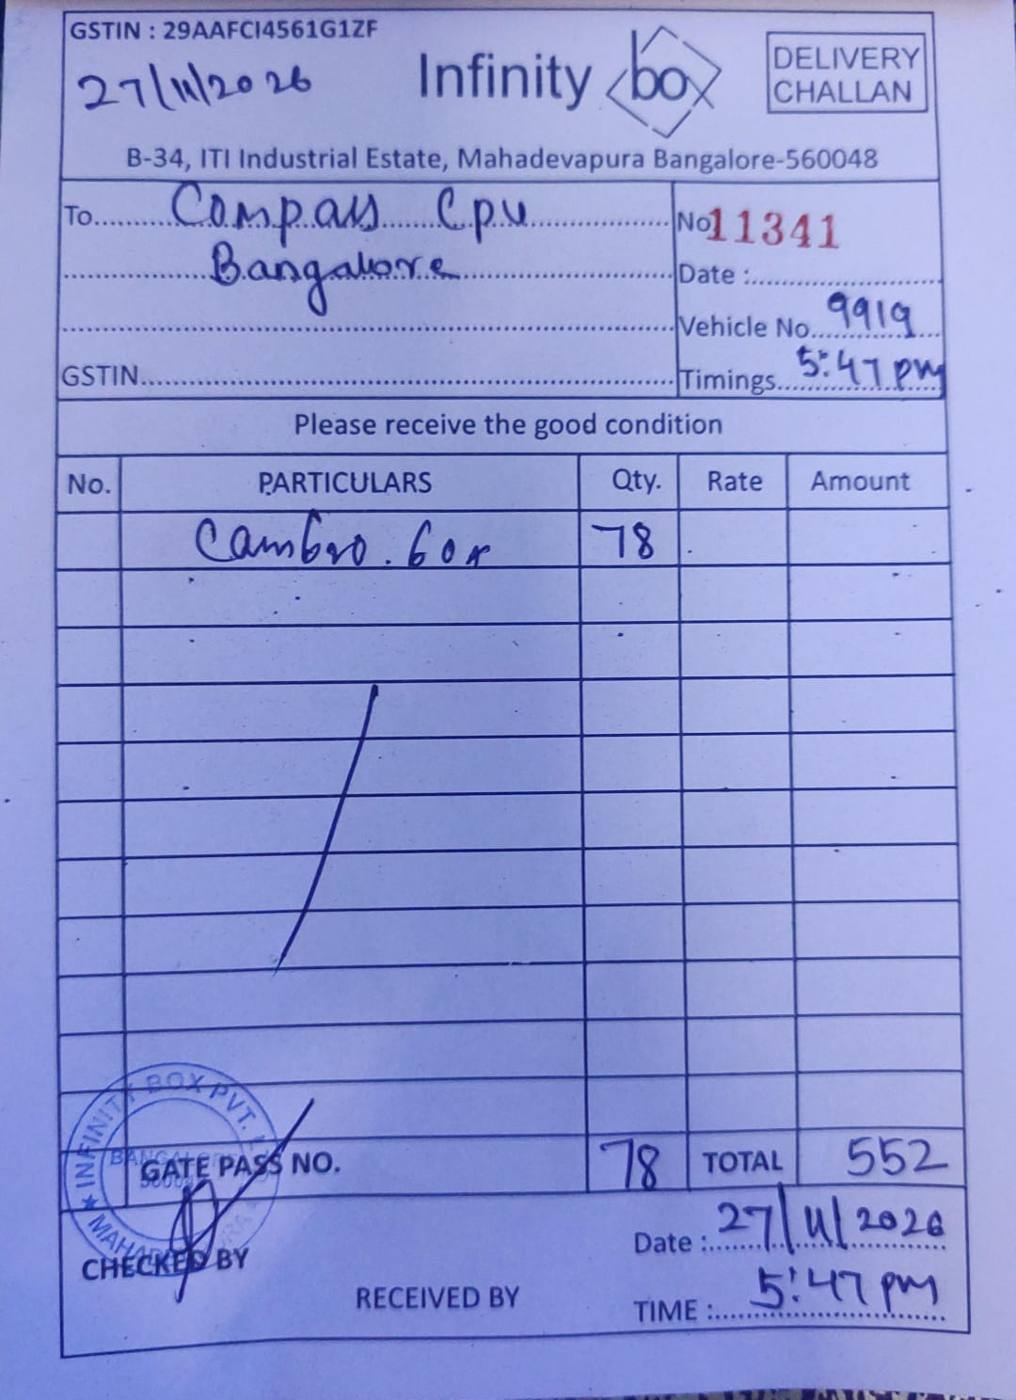 GSTIN : 29AAFCI4561G1ZF
27/11/2026
Infinity box
DELIVERY
CHALLAN
B-34, ITI Industrial Estate, Mahadevapura Bangalore-560048
To Compass Cpu
Bangalore
GSTIN
No 11341
Date :
Vehicle No. 9919
Timings 5:47 pm
Please receive the good condition
No. PARTICULARS Qty. Rate Amount
Cambro. box 78
GATE PASS NO. 78 TOTAL 552
INFINITY BOX PVT.
CHECKED BY
RECEIVED BY
Date : 27/11/2026
TIME : 5:47 pm